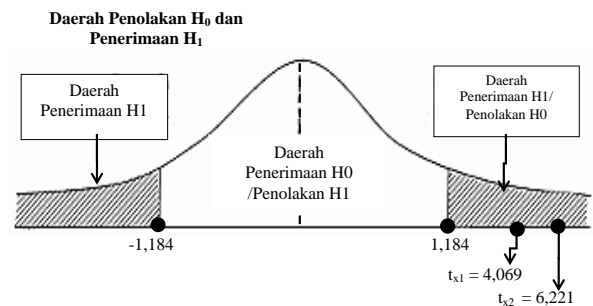 Daerah Penolakan H₀ dan
Penerimaan H₁
Daerah
Penerimaan H1
Daerah
Penerimaan H1/
Penolakan H0
Daerah
Penerimaan H0
/Penolakan H1
-1,184
1,184
tx1 = 4,069
tx2 = 6,221